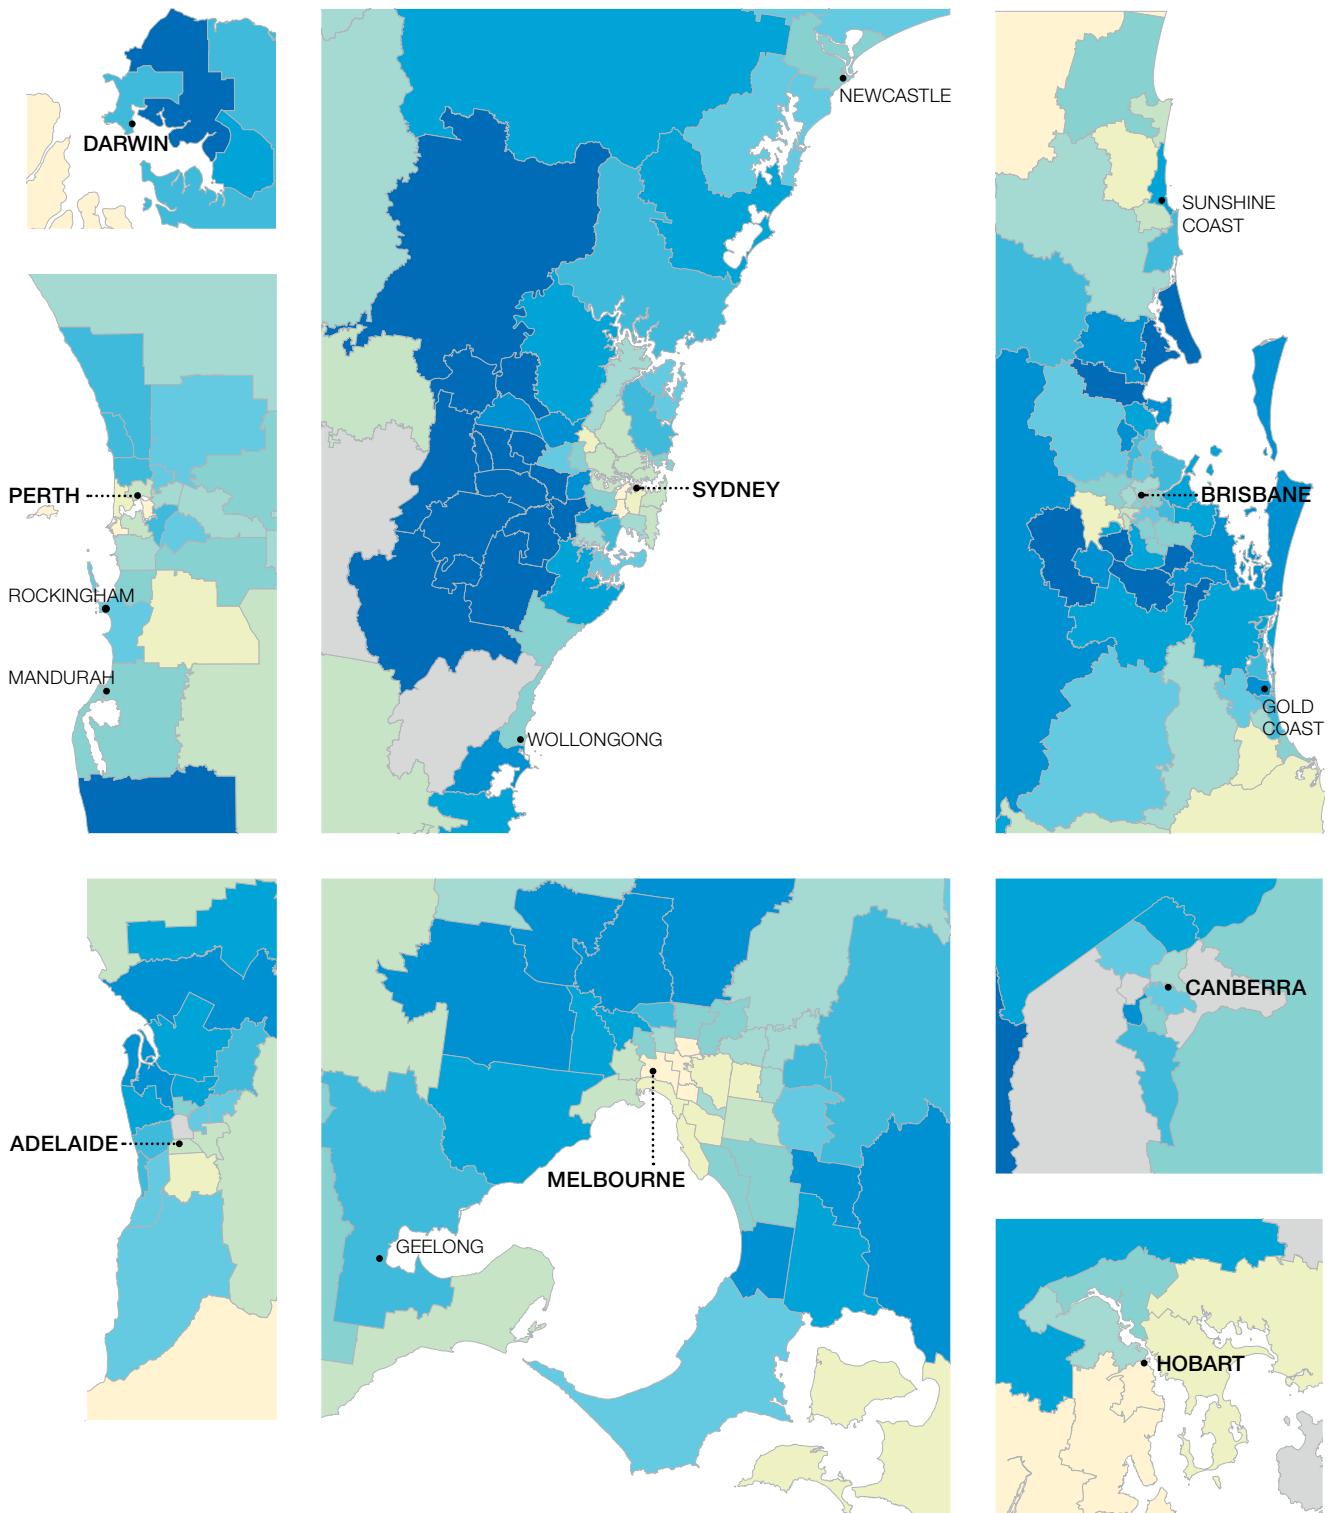 DARWIN
NEWCASTLE
SUNSHINE
COAST
PERTH
SYDNEY
BRISBANE
ROCKINGHAM
MANDURAH
GOLD
COAST
WOLLONGONG
CANBERRA
ADELAIDE
MELBOURNE
GEELONG
HOBART